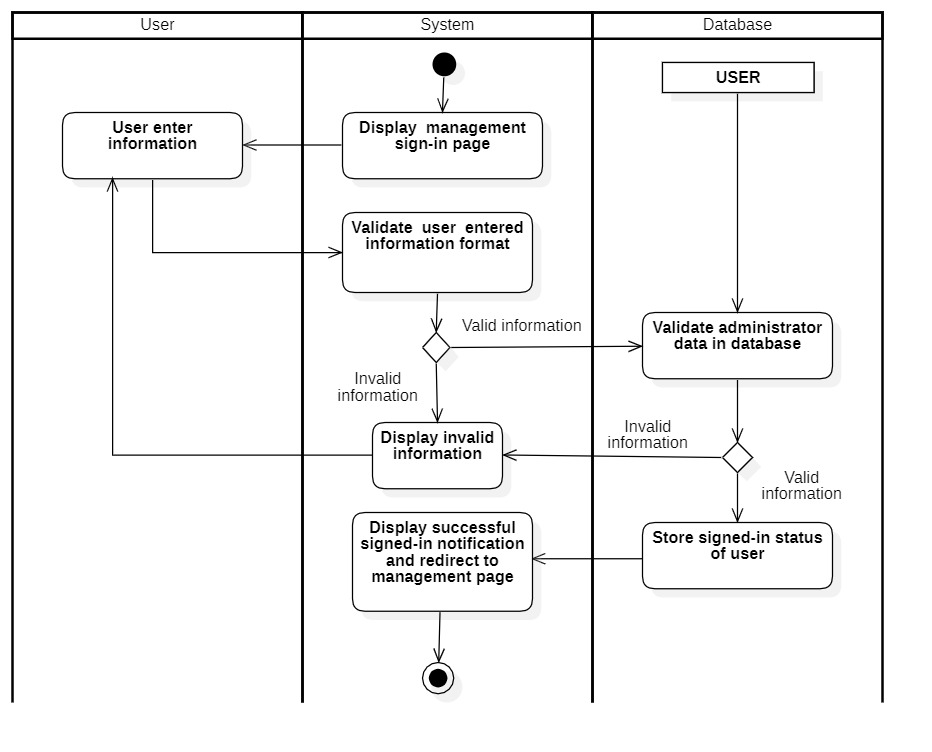 User
System
Database
USER
User enter
information
Display management
sign-in page
Validate user entered
information format
Valid information
Validate administrator
data in database
Invalid
information
Display invalid
information
Invalid
information
Valid
information
Display successful
signed-in notification
and redirect to
management page
Store signed-in status
of user